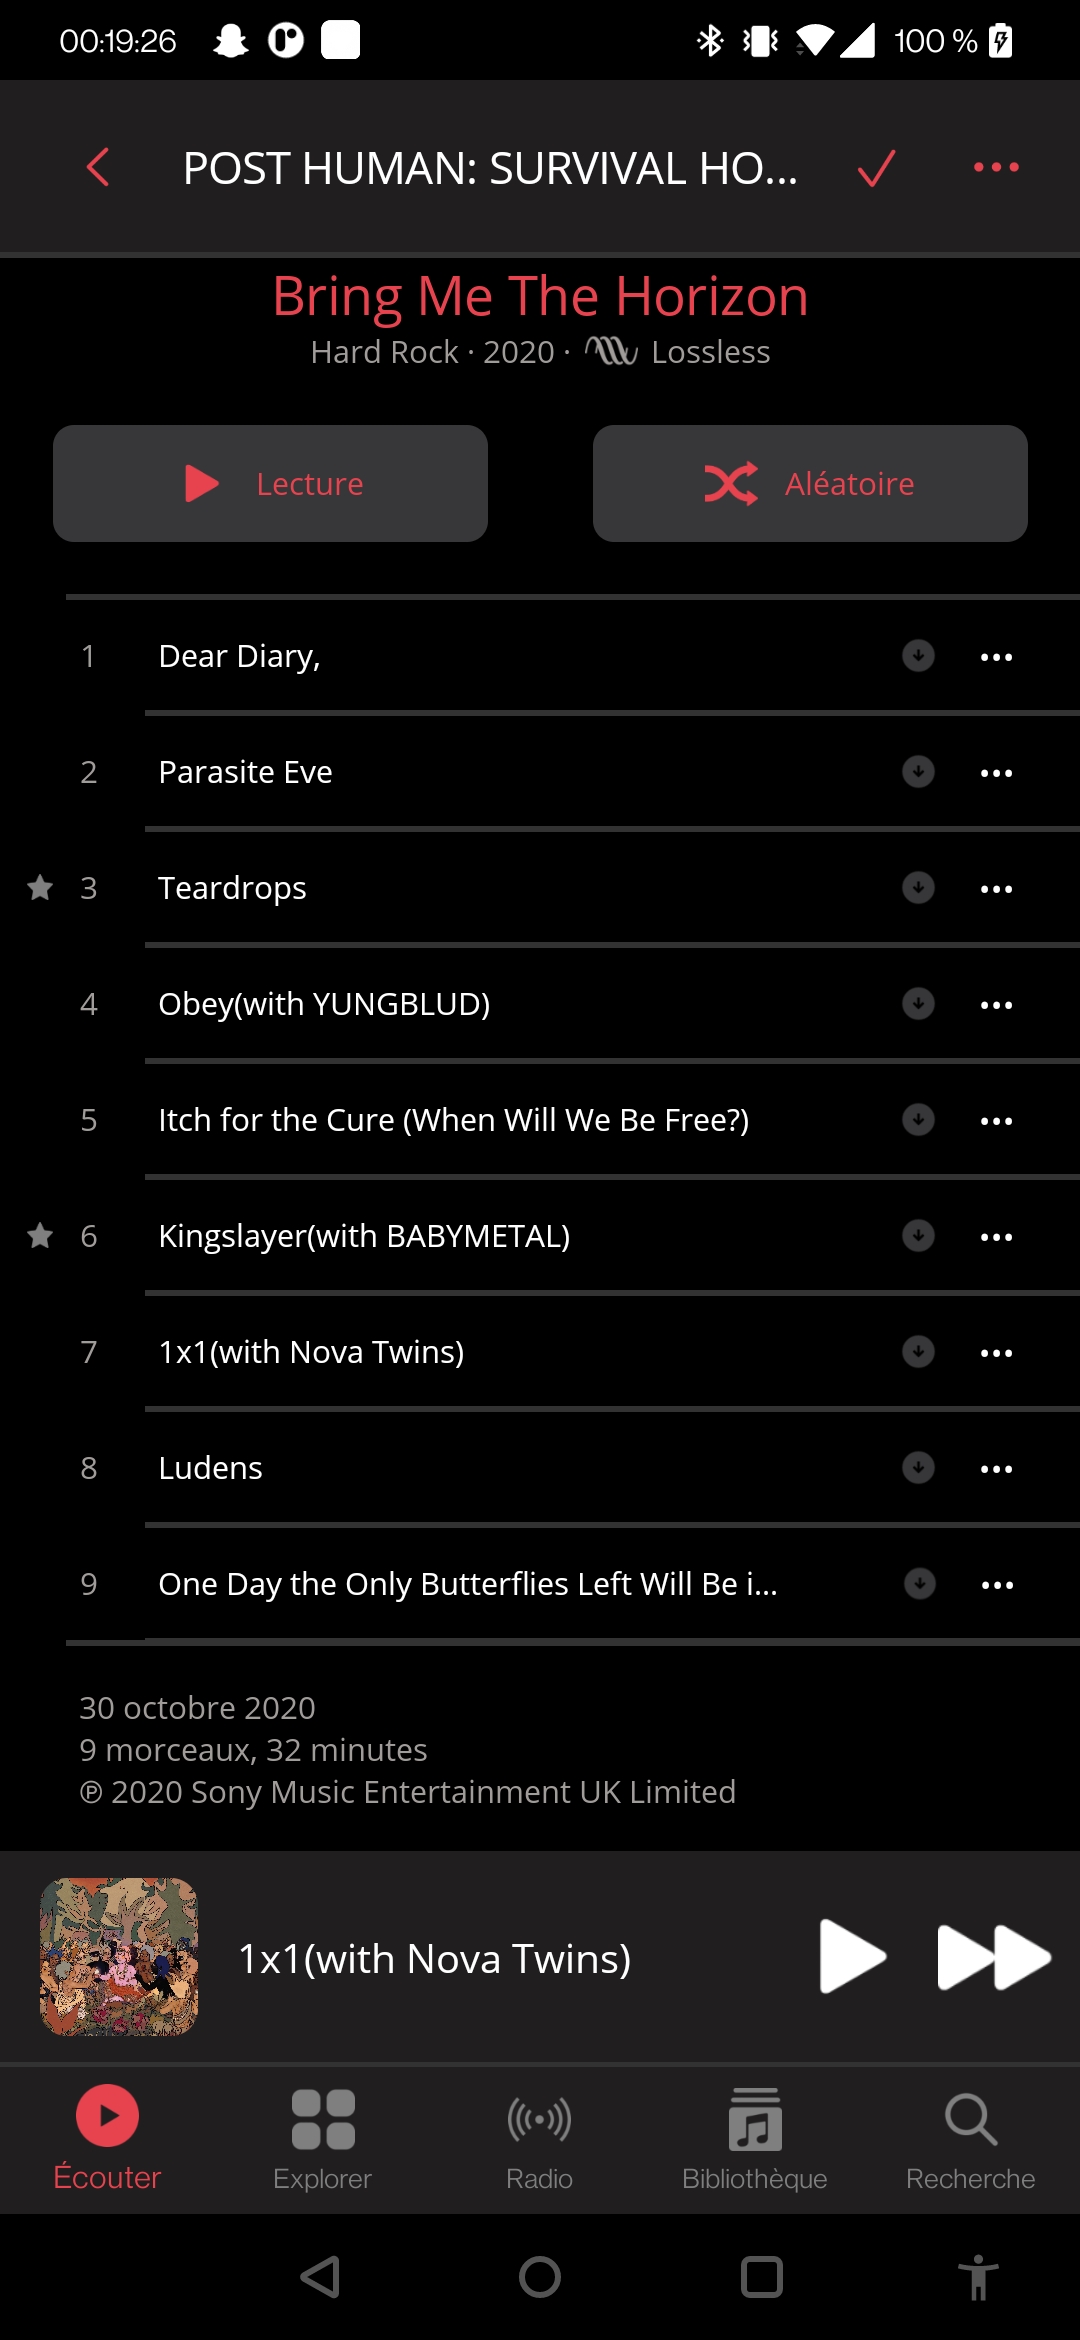 00:19:26 100 %
POST HUMAN: SURVIVAL HO...
Bring Me The Horizon
Hard Rock · 2020 · Lossless
Lecture Aléatoire
1 Dear Diary,
2 Parasite Eve
3 Teardrops
4 Obey(with YUNGBLUD)
5 Itch for the Cure (When Will We Be Free?)
6 Kingslayer(with BABYMETAL)
7 1x1(with Nova Twins)
8 Ludens
9 One Day the Only Butterflies Left Will Be i...
30 octobre 2020
9 morceaux, 32 minutes
℗ 2020 Sony Music Entertainment UK Limited
1x1(with Nova Twins)
Écouter Explorer Radio Bibliothèque Recherche